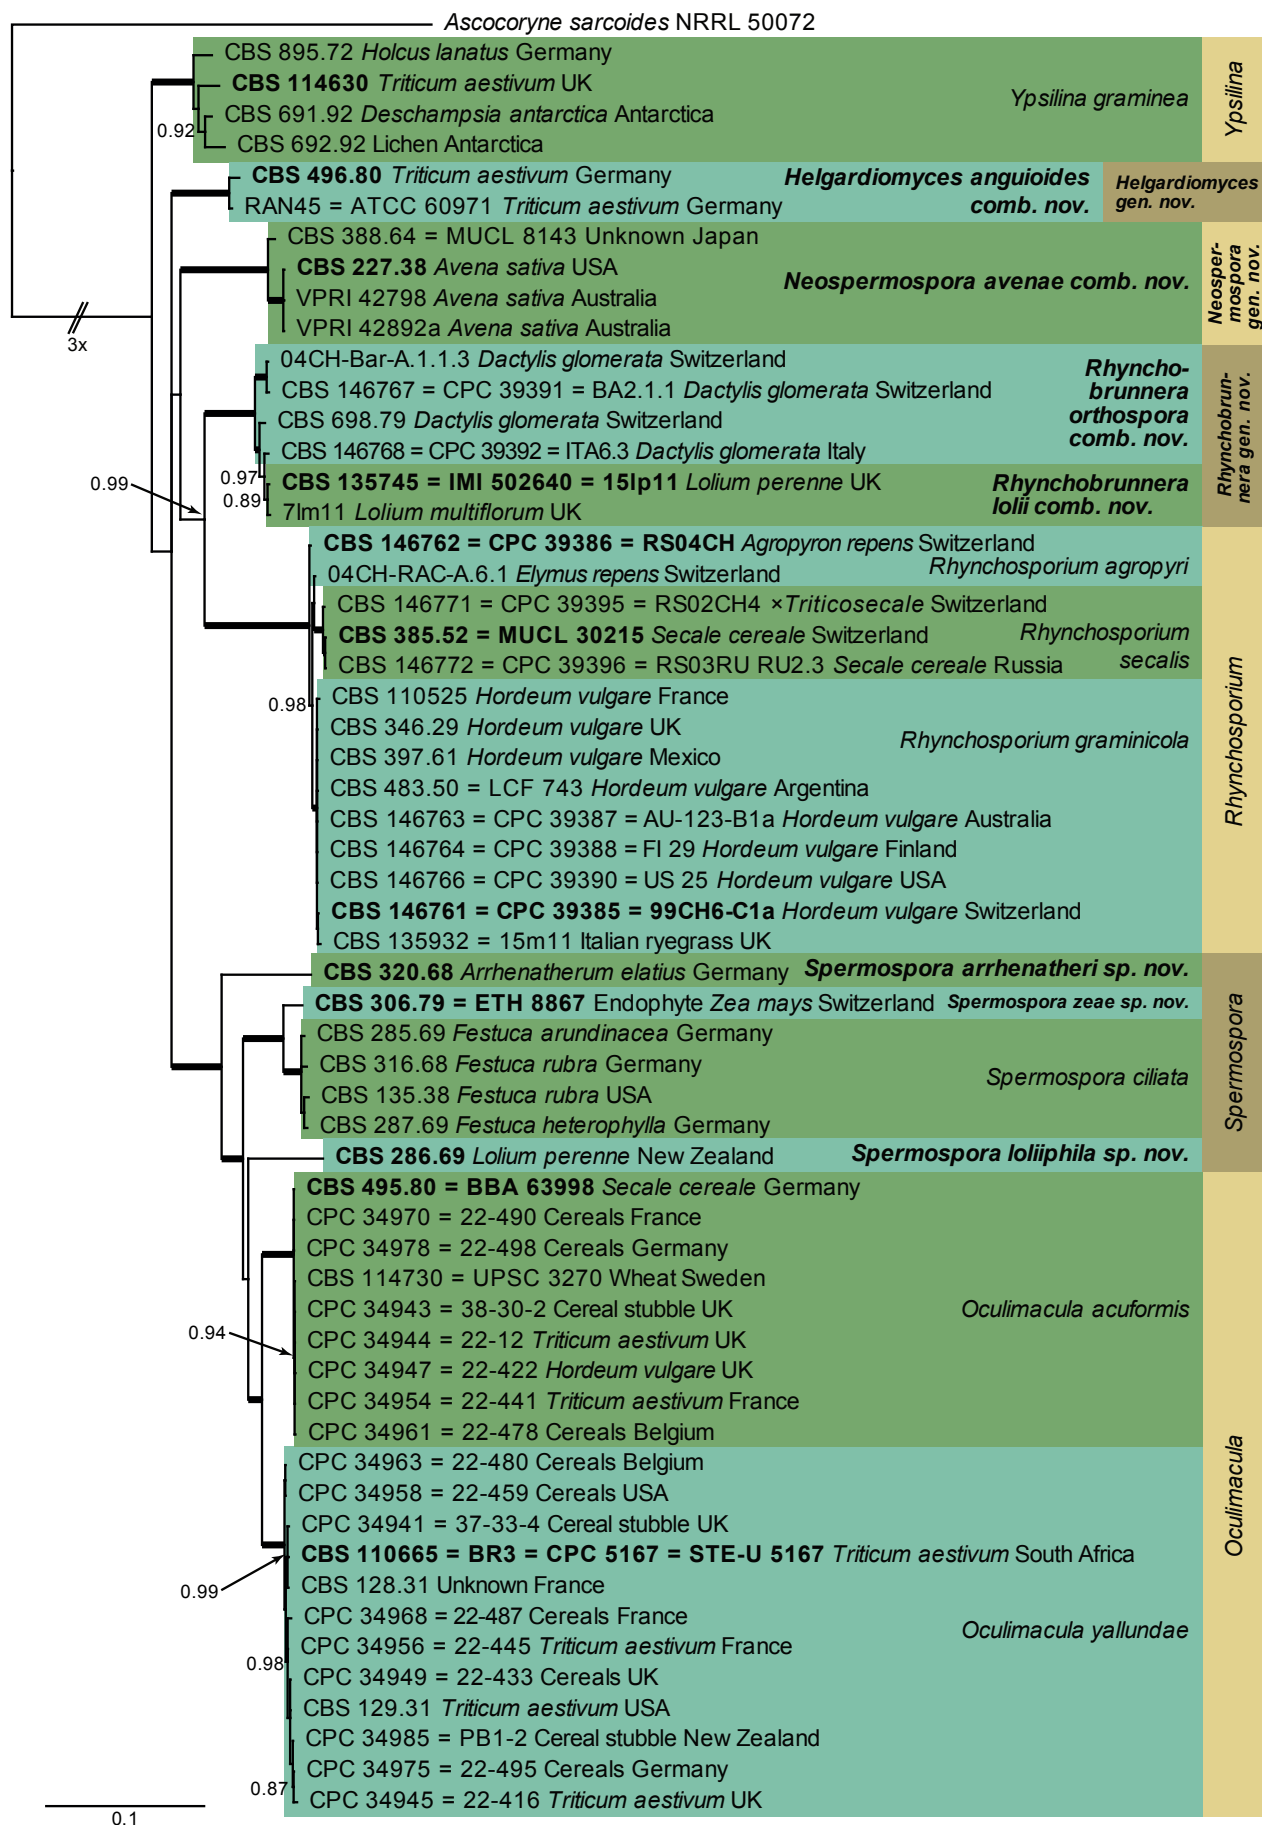 Ascocoryne sarcoides NRRL 50072
CBS 895.72 Holcus lanatus Germany
CBS 114630 Triticum aestivum UK
CBS 691.92 Deschampsia antarctica Antarctica
0.92
CBS 692.92 Lichen Antarctica
Ypsilina graminea
Ypsilina
CBS 496.80 Triticum aestivum Germany
RAN45 = ATCC 60971 Triticum aestivum Germany
Helgardiomyces anguioides
comb. nov.
Helgardiomyces
gen. nov.
CBS 388.64 = MUCL 8143 Unknown Japan
CBS 227.38 Avena sativa USA
VPRI 42798 Avena sativa Australia
VPRI 42892a Avena sativa Australia
Neospermospora avenae comb. nov.
Neosper-
mospora
gen. nov.
3x
04CH-Bar-A.1.1.3 Dactylis glomerata Switzerland
CBS 146767 = CPC 39391 = BA2.1.1 Dactylis glomerata Switzerland
CBS 698.79 Dactylis glomerata Switzerland
CBS 146768 = CPC 39392 = ITA6.3 Dactylis glomerata Italy
Rhyncho-
brunnera
orthospora
comb. nov.
0.97
0.99
0.89
CBS 135745 = IMI 502640 = 15lp11 Lolium perenne UK
7lm11 Lolium multiflorum UK
Rhynchobrunnera
lolii comb. nov.
Rhynchobrun-
nera gen. nov.
CBS 146762 = CPC 39386 = RS04CH Agropyron repens Switzerland
04CH-RAC-A.6.1 Elymus repens Switzerland
Rhynchosporium agropyri
CBS 146771 = CPC 39395 = RS02CH4 ×Triticosecale Switzerland
CBS 385.52 = MUCL 30215 Secale cereale Switzerland
CBS 146772 = CPC 39396 = RS03RU RU2.3 Secale cereale Russia
Rhynchosporium
secalis
0.98
CBS 110525 Hordeum vulgare France
CBS 346.29 Hordeum vulgare UK
CBS 397.61 Hordeum vulgare Mexico
CBS 483.50 = LCF 743 Hordeum vulgare Argentina
CBS 146763 = CPC 39387 = AU-123-B1a Hordeum vulgare Australia
CBS 146764 = CPC 39388 = FI 29 Hordeum vulgare Finland
CBS 146766 = CPC 39390 = US 25 Hordeum vulgare USA
CBS 146761 = CPC 39385 = 99CH6-C1a Hordeum vulgare Switzerland
CBS 135932 = 15m11 Italian ryegrass UK
Rhynchosporium graminicola
Rhynchosporium
CBS 320.68 Arrhenatherum elatius Germany
Spermospora arrhenatheri sp. nov.
CBS 306.79 = ETH 8867 Endophyte Zea mays Switzerland
Spermospora zeae sp. nov.
CBS 285.69 Festuca arundinacea Germany
CBS 316.68 Festuca rubra Germany
CBS 135.38 Festuca rubra USA
CBS 287.69 Festuca heterophylla Germany
Spermospora ciliata
CBS 286.69 Lolium perenne New Zealand
Spermospora loliiphila sp. nov.
Spermospora
CBS 495.80 = BBA 63998 Secale cereale Germany
CPC 34970 = 22-490 Cereals France
CPC 34978 = 22-498 Cereals Germany
CBS 114730 = UPSC 3270 Wheat Sweden
CPC 34943 = 38-30-2 Cereal stubble UK
CPC 34944 = 22-12 Triticum aestivum UK
CPC 34947 = 22-422 Hordeum vulgare UK
CPC 34954 = 22-441 Triticum aestivum France
CPC 34961 = 22-478 Cereals Belgium
0.94
Oculimacula acuformis
CPC 34963 = 22-480 Cereals Belgium
CPC 34958 = 22-459 Cereals USA
CPC 34941 = 37-33-4 Cereal stubble UK
CBS 110665 = BR3 = CPC 5167 = STE-U 5167 Triticum aestivum South Africa
CBS 128.31 Unknown France
CPC 34968 = 22-487 Cereals France
CPC 34956 = 22-445 Triticum aestivum France
CPC 34949 = 22-433 Cereals UK
CBS 129.31 Triticum aestivum USA
CPC 34985 = PB1-2 Cereal stubble New Zealand
CPC 34975 = 22-495 Cereals Germany
CPC 34945 = 22-416 Triticum aestivum UK
0.99
0.98
0.87
Oculimacula yallundae
Oculimacula
0.1